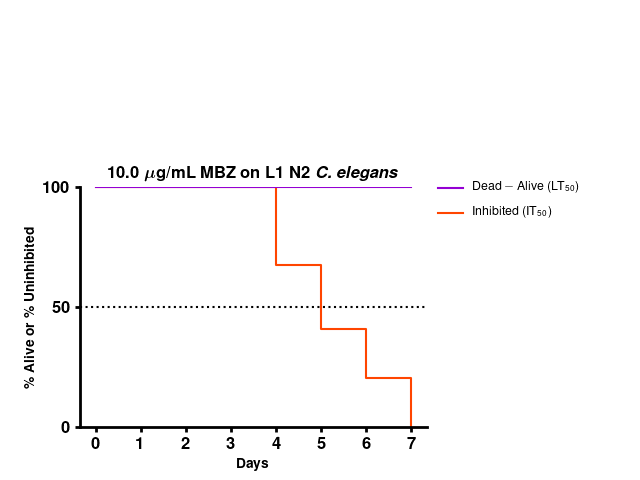 10.0 μg/mL MBZ on L1 N2 C. elegans
Dead − Alive (LT₅₀)
Inhibited (IT₅₀)
% Alive or % Uninhibited
100
50
0
0 1 2 3 4 5 6 7
Days